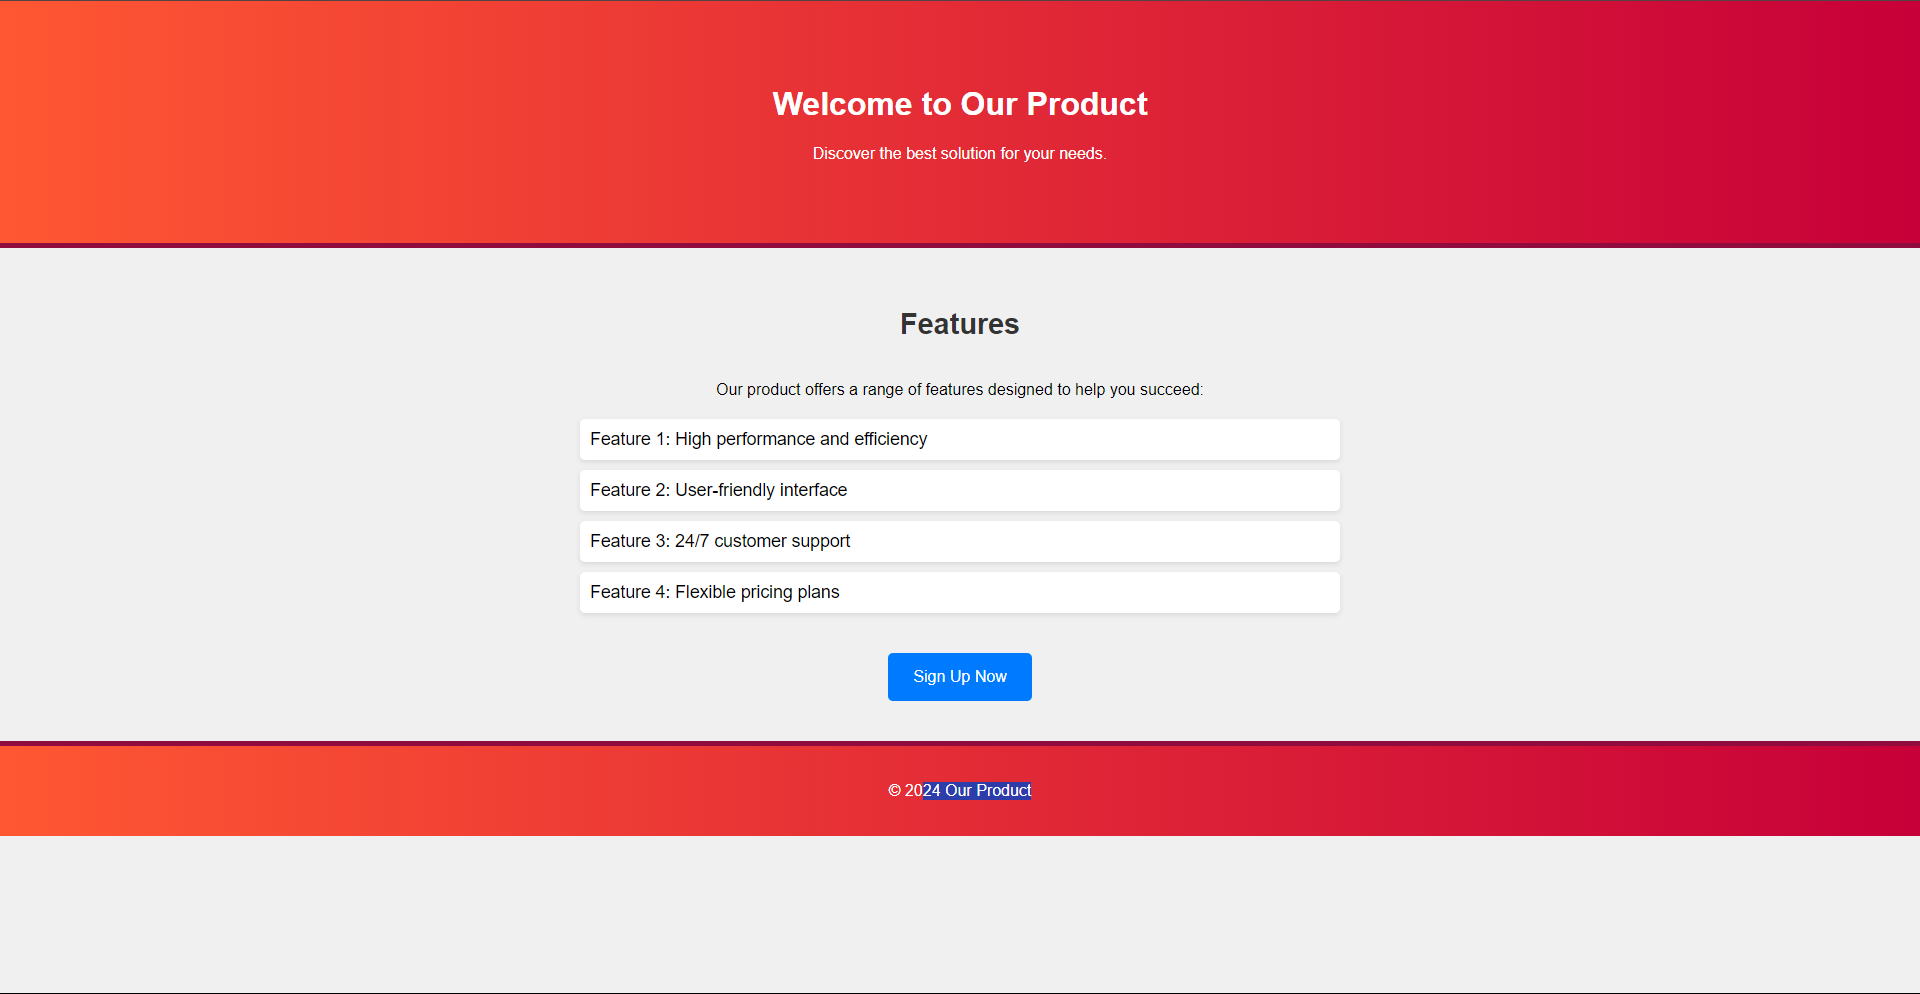 Welcome to Our Product
Discover the best solution for your needs.
Features
Our product offers a range of features designed to help you succeed:
Feature 1: High performance and efficiency
Feature 2: User-friendly interface
Feature 3: 24/7 customer support
Feature 4: Flexible pricing plans
Sign Up Now
© 2024 Our Product